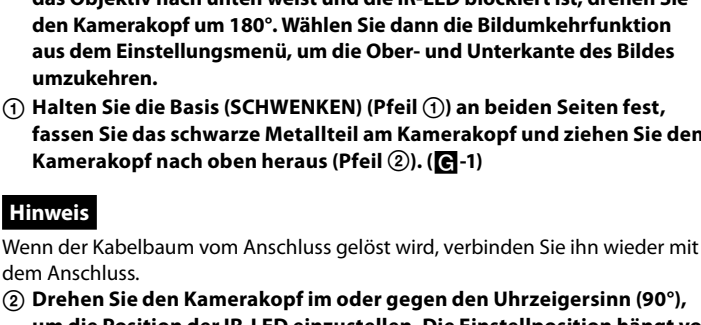 das Objektiv nach unten weist und die IR-LED blockiert ist, drehen Sie
den Kamerakopf um 180°. Wählen Sie dann die Bildumkehrfunktion
aus dem Einstellungsmenü, um die Ober- und Unterkante des Bildes
umzukehren.
① Halten Sie die Basis (SCHWENKEN) (Pfeil ①) an beiden Seiten fest,
fassen Sie das schwarze Metallteil am Kamerakopf und ziehen Sie den
Kamerakopf nach oben heraus (Pfeil ②). (G-1)
Hinweis
Wenn der Kabelbaum vom Anschluss gelöst wird, verbinden Sie ihn wieder mit
dem Anschluss.
② Drehen Sie den Kamerakopf im oder gegen den Uhrzeigersinn (90°),
um die Position der IR-LED einzustellen. Die Einstellposition hängt